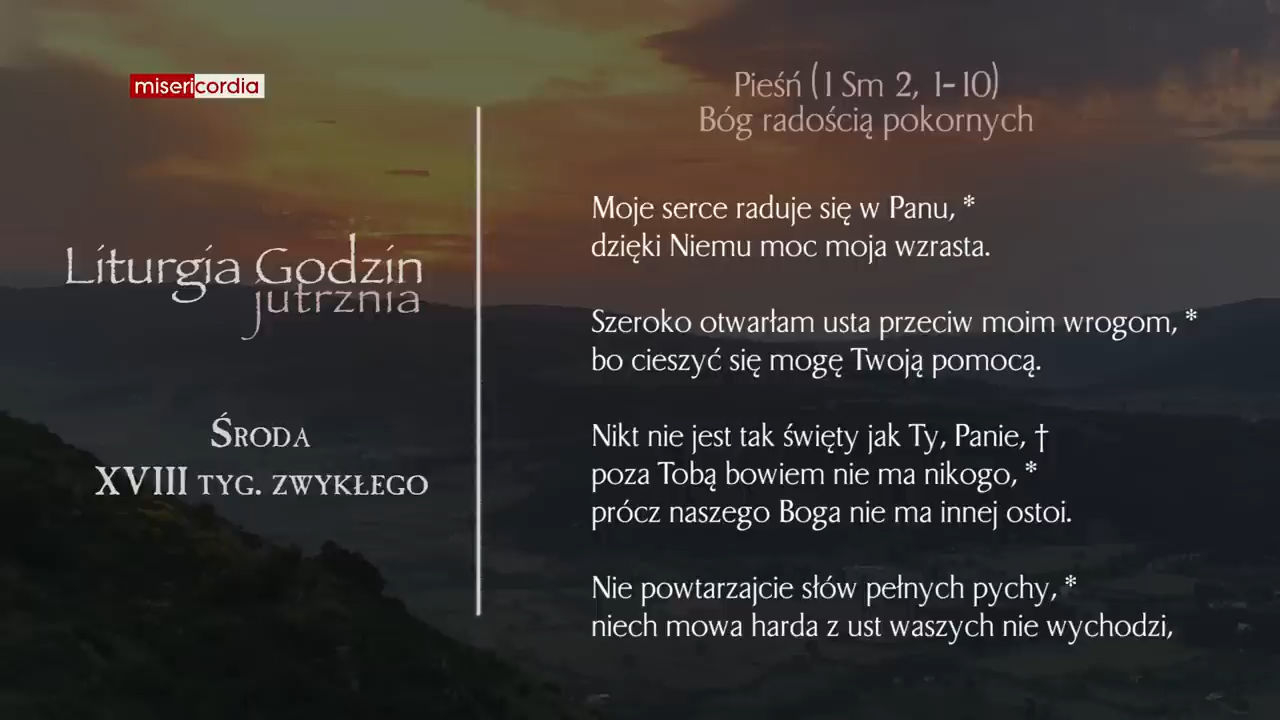 misericordia
Liturgia Godzin
jutrznia
Środa
XVIII tyg. zwykłego
Pieśń (1 Sm 2, 1-10)
Bóg radością pokornych
Moje serce raduje się w Panu, *
dzięki Niemu moc moja wzrasta.
Szeroko otwarłam usta przeciw moim wrogom, *
bo cieszyć się mogę Twoją pomocą.
Nikt nie jest tak święty jak Ty, Panie, †
poza Tobą bowiem nie ma nikogo, *
prócz naszego Boga nie ma innej ostoi.
Nie powtarzajcie słów pełnych pychy, *
niech mowa harda z ust waszych nie wychodzi,